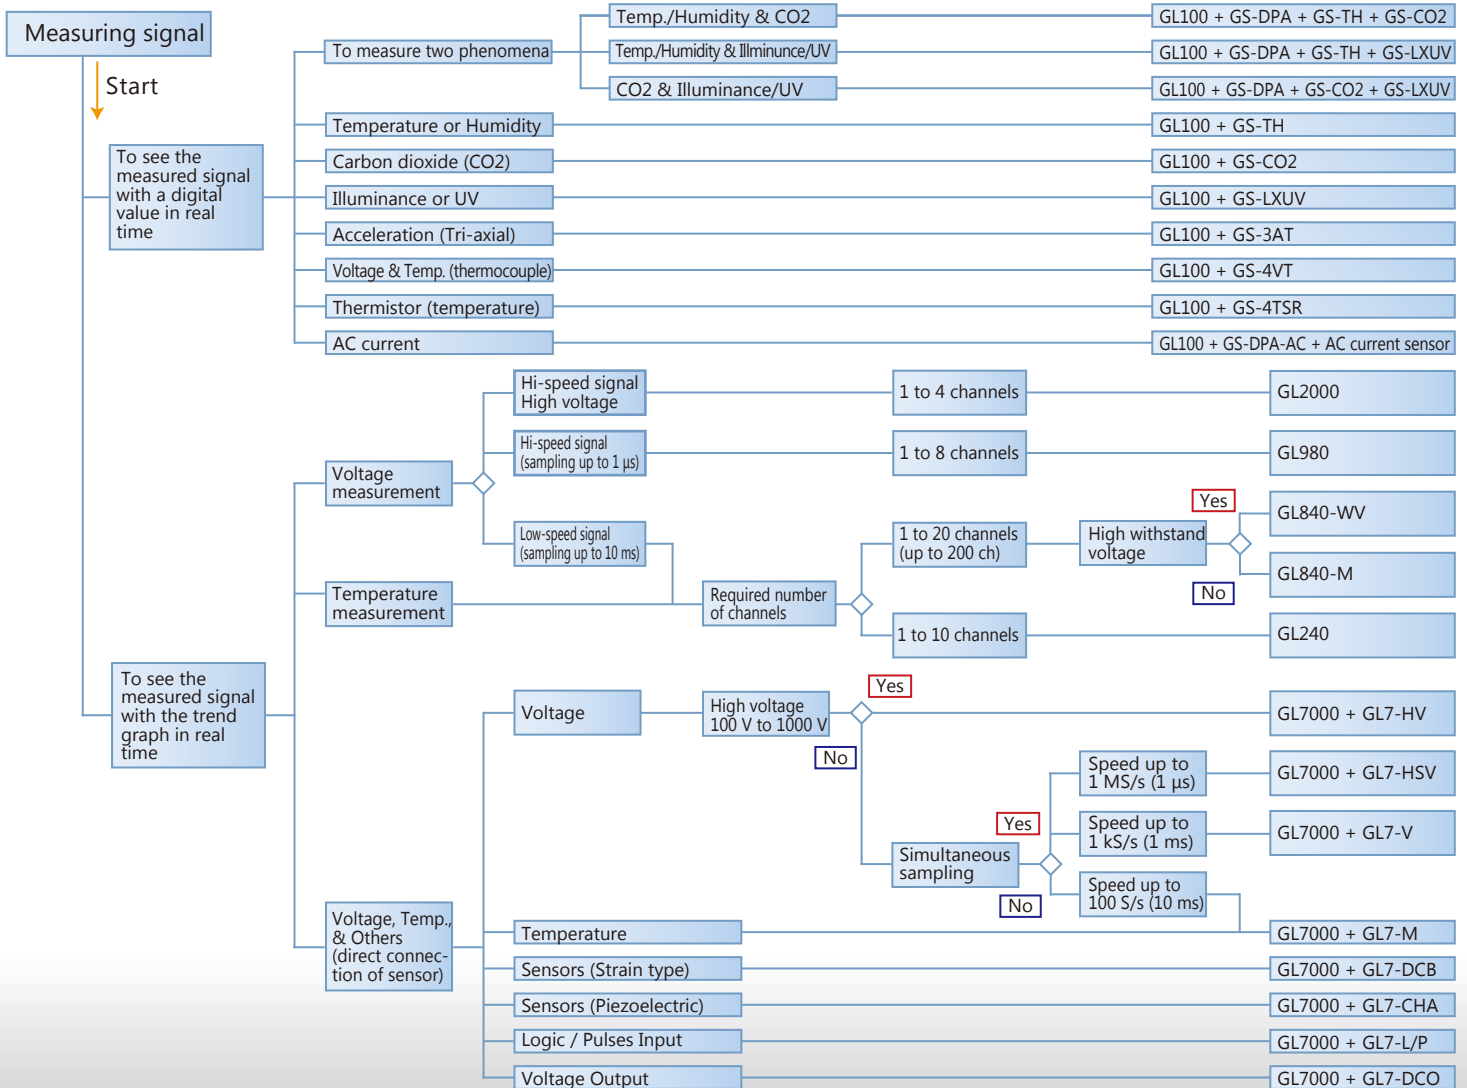 Measuring signal
Start
To see the
measured signal
with a digital
value in real
time
To measure two phenomena
Temp./Humidity & CO2
GL100 + GS-DPA + GS-TH + GS-CO2
Temp./Humidity & Illminunce/UV
GL100 + GS-DPA + GS-TH + GS-LXUV
CO2 & Illuminance/UV
GL100 + GS-DPA + GS-CO2 + GS-LXUV
Temperature or Humidity
GL100 + GS-TH
Carbon dioxide (CO2)
GL100 + GS-CO2
Illuminance or UV
GL100 + GS-LXUV
Acceleration (Tri-axial)
GL100 + GS-3AT
Voltage & Temp. (thermocouple)
GL100 + GS-4VT
Thermistor (temperature)
GL100 + GS-4TSR
AC current
GL100 + GS-DPA-AC + AC current sensor
To see the
measured signal
with the trend
graph in real
time
Voltage
measurement
Hi-speed signal
High voltage
1 to 4 channels
GL2000
Hi-speed signal
(sampling up to 1 μs)
1 to 8 channels
GL980
Low-speed signal
(sampling up to 10 ms)
Temperature
measurement
Required number
of channels
1 to 20 channels
(up to 200 ch)
High withstand
voltage
Yes
GL840-WV
No
GL840-M
1 to 10 channels
GL240
Voltage, Temp.,
& Others
(direct connec-
tion of sensor)
Voltage
High voltage
100 V to 1000 V
Yes
GL7000 + GL7-HV
No
Simultaneous
sampling
Yes
Speed up to
1 MS/s (1 μs)
GL7000 + GL7-HSV
Speed up to
1 kS/s (1 ms)
GL7000 + GL7-V
No
Speed up to
100 S/s (10 ms)
Temperature
GL7000 + GL7-M
Sensors (Strain type)
GL7000 + GL7-DCB
Sensors (Piezoelectric)
GL7000 + GL7-CHA
Logic / Pulses Input
GL7000 + GL7-L/P
Voltage Output
GL7000 + GL7-DCO